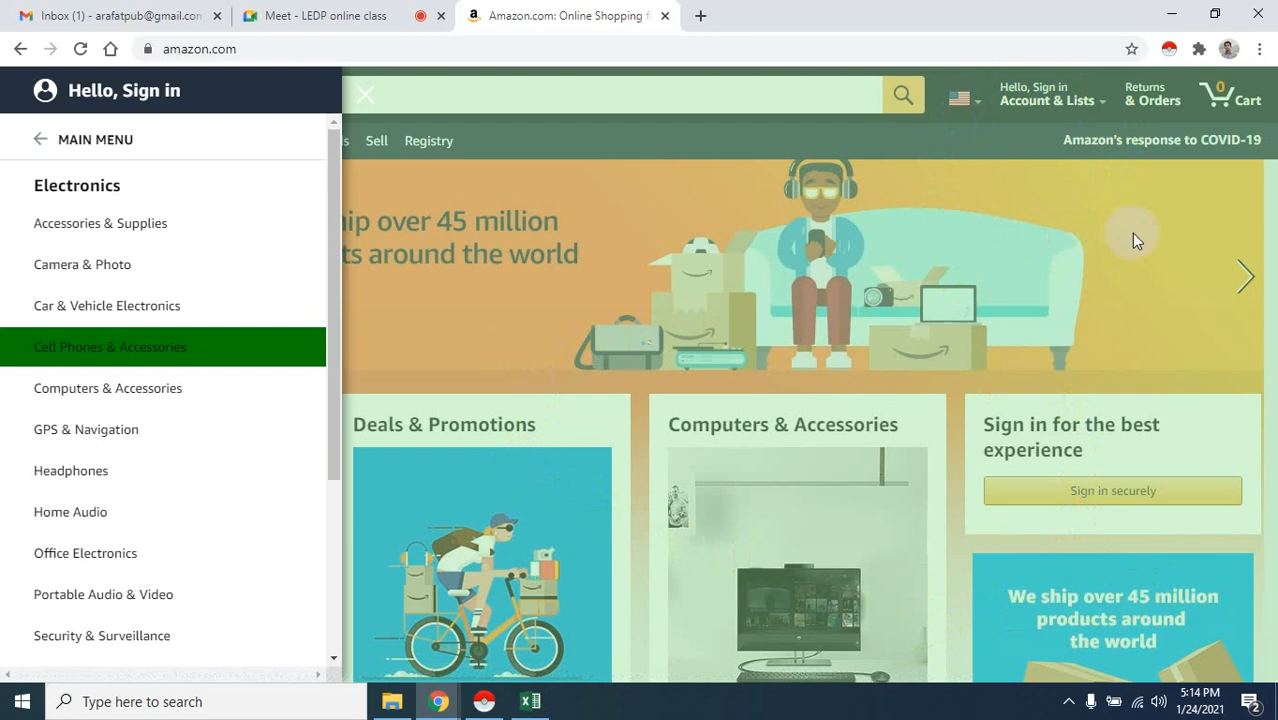 Inbox (1) - arafatpub@gmail.com
Meet - LEDP online class
Amazon.com: Online Shopping f
amazon.com
Hello, Sign in
Hello, Sign in
Account & Lists
Returns
& Orders
0
Cart
MAIN MENU
Sell
Registry
Amazon's response to COVID-19
Electronics
Accessories & Supplies
Camera & Photo
Car & Vehicle Electronics
Cell Phones & Accessories
Computers & Accessories
GPS & Navigation
Headphones
Home Audio
Office Electronics
Portable Audio & Video
Security & Surveillance
ip over 45 million
ts around the world
Deals & Promotions
Computers & Accessories
Sign in for the best
experience
Sign in securely
We ship over 45 million
products around
the world
Type here to search
5:14 PM
1/24/2021
2